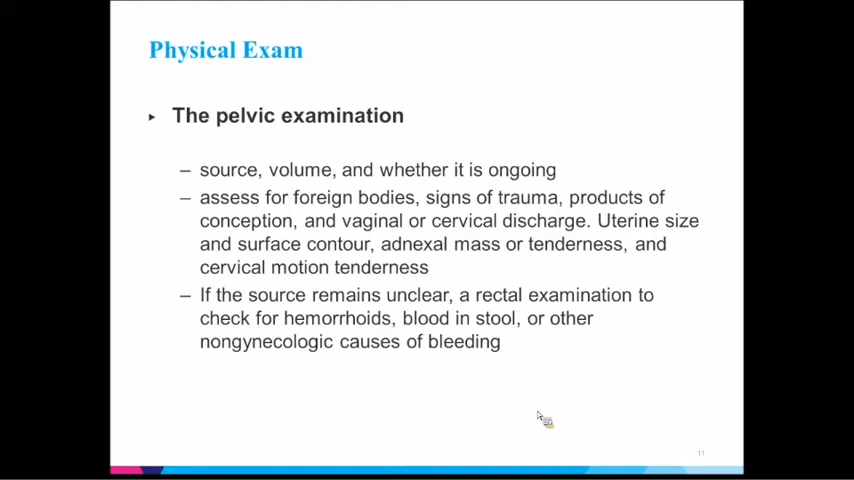 Physical Exam
▸ The pelvic examination
– source, volume, and whether it is ongoing
– assess for foreign bodies, signs of trauma, products of
conception, and vaginal or cervical discharge. Uterine size
and surface contour, adnexal mass or tenderness, and
cervical motion tenderness
– If the source remains unclear, a rectal examination to
check for hemorrhoids, blood in stool, or other
nongynecologic causes of bleeding
11